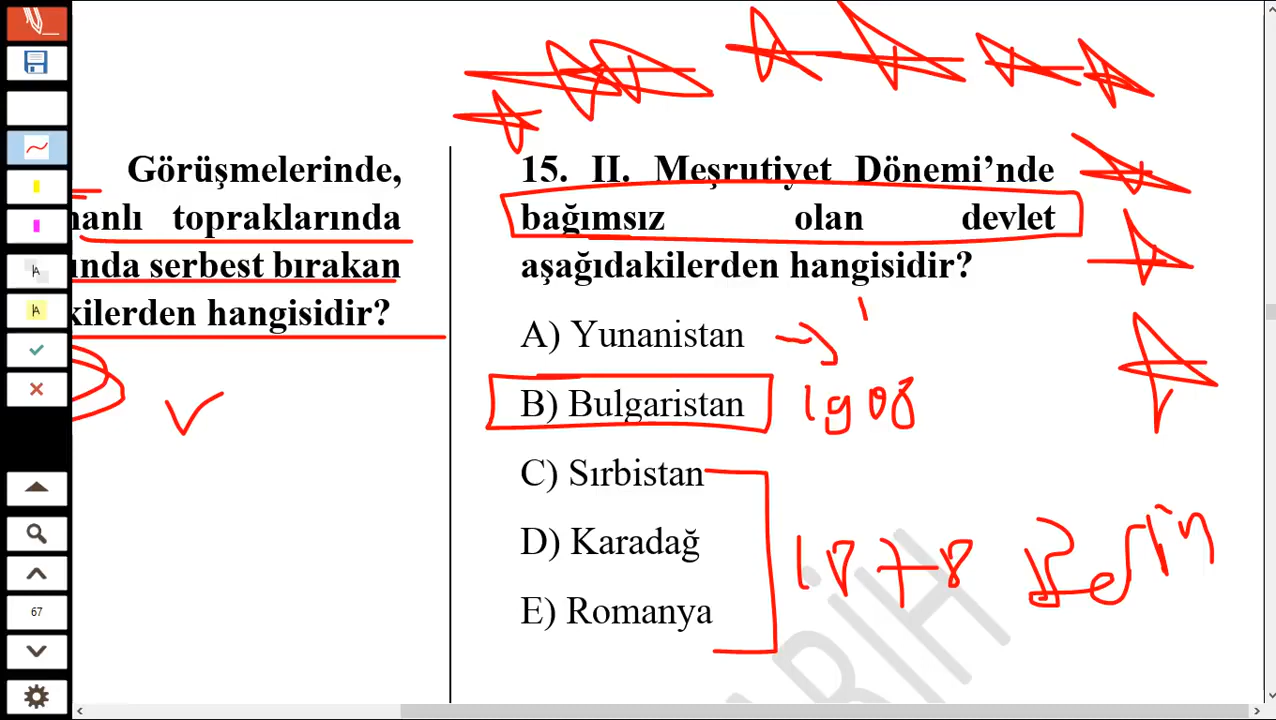 Görüşmelerinde,
manlı topraklarında
ında serbest bırakan
kilerden hangisidir?
15. II. Meşrutiyet Dönemi’nde
bağımsız olan devlet
aşağıdakilerden hangisidir?
A) Yunanistan
B) Bulgaristan 1908
C) Sırbistan
D) Karadağ 1878 Berlin
E) Romanya
TARİH
67